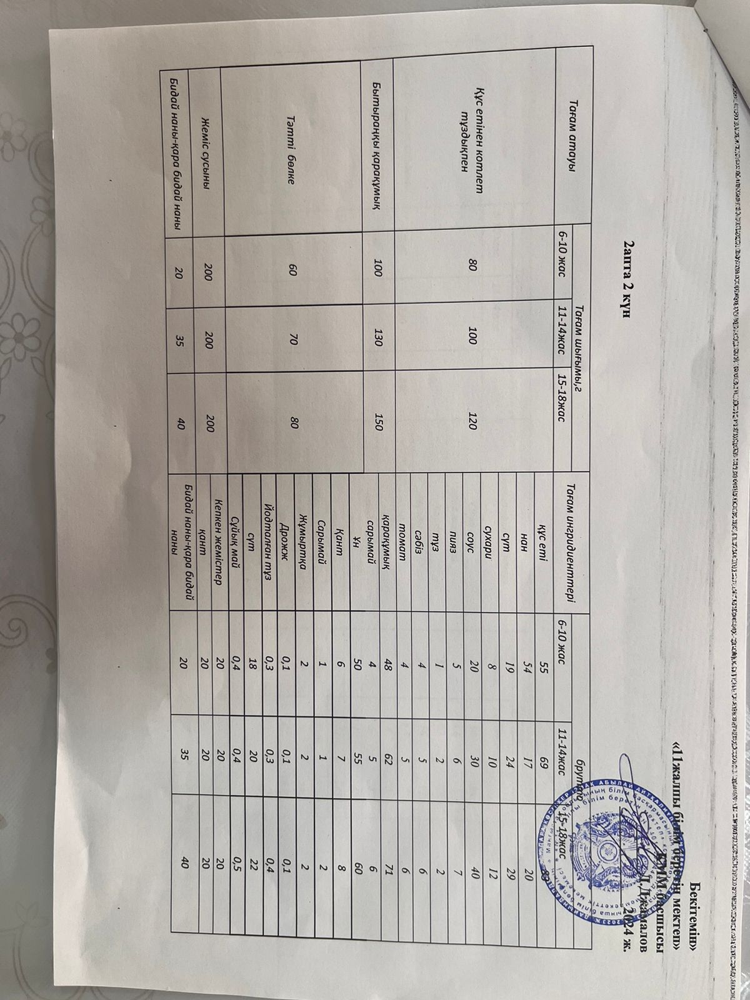 Бекітемін»
«11жалпы білім беретін мектеп»
КММ басшысы
Л.Джамалов
2024 ж.
2апта 2 күн
Тағам атауы Тағам шығымы,г Тағам ингридиенттері брутто
6-10 жас 11-14жас 15-18жас 6-10 жас 11-14жас 15-18жас
Құс етінен котлет тұздықпен 80 100 120 құс еті 55 69 83
нан 54 17 20
сүт 19 24 29
сухари 8 10 12
соус 20 30 40
пияз 5 6 7
тұз 1 2 2
сәбіз 4 5 6
томат 4 5 6
Бытыраңқы қарақұмық 100 130 150 қарақұмық 48 62 71
сарымай 4 5 6
Тәтті бөлке 60 70 80 Ұн 50 55 60
Қант 6 7 8
Сарымай 1 1 2
Жұмыртқа 2 2 2
Дрожж 0,1 0,1 0,1
Йодталған тұз 0,3 0,3 0,4
сүт 18 20 22
Сұйық май 0,4 0,4 0,5
Жеміс сусыны 200 200 200 Кепкен жемістер 20 20 20
қант 20 20 20
Бидай наны-қара бидай наны 20 35 40 Бидай наны-қара бидай наны 20 35 40